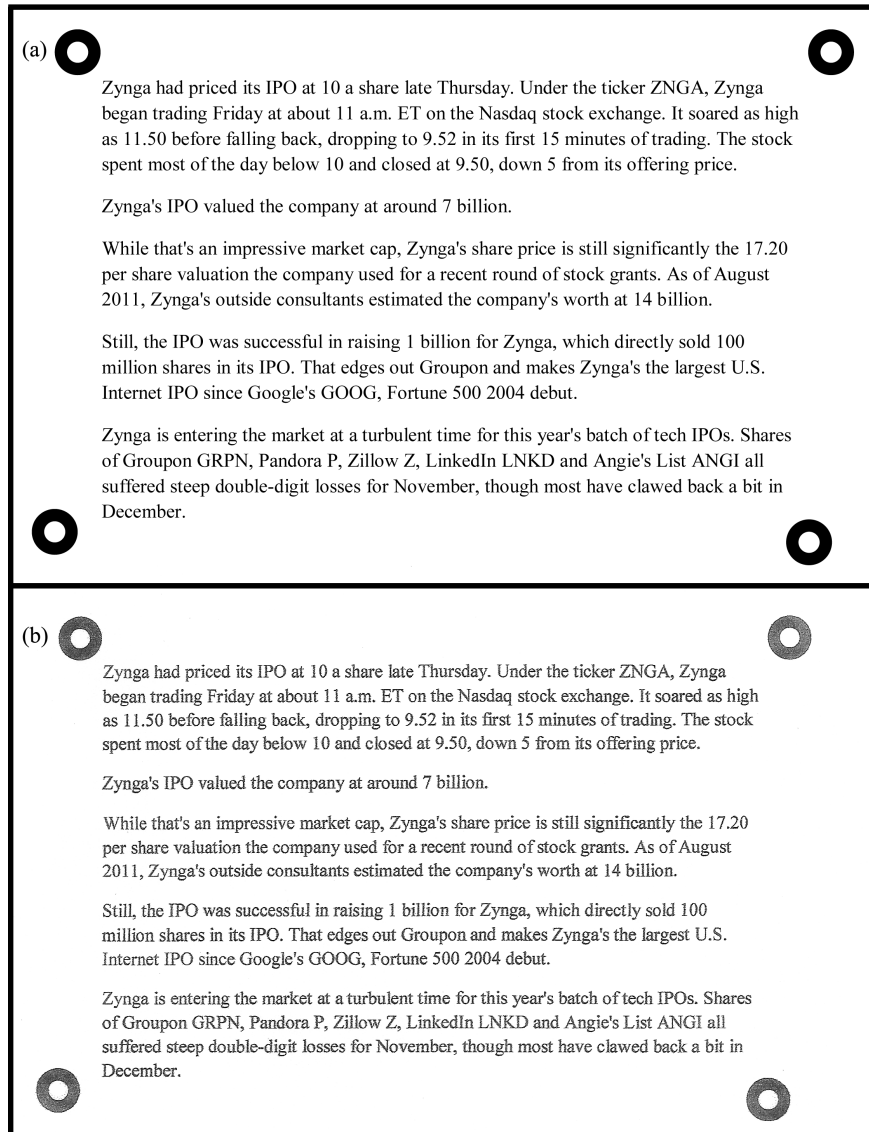 (a)
Zynga had priced its IPO at 10 a share late Thursday. Under the ticker ZNGA, Zynga
began trading Friday at about 11 a.m. ET on the Nasdaq stock exchange. It soared as high
as 11.50 before falling back, dropping to 9.52 in its first 15 minutes of trading. The stock
spent most of the day below 10 and closed at 9.50, down 5 from its offering price.
Zynga's IPO valued the company at around 7 billion.
While that's an impressive market cap, Zynga's share price is still significantly the 17.20
per share valuation the company used for a recent round of stock grants. As of August
2011, Zynga's outside consultants estimated the company's worth at 14 billion.
Still, the IPO was successful in raising 1 billion for Zynga, which directly sold 100
million shares in its IPO. That edges out Groupon and makes Zynga's the largest U.S.
Internet IPO since Google's GOOG, Fortune 500 2004 debut.
Zynga is entering the market at a turbulent time for this year's batch of tech IPOs. Shares
of Groupon GRPN, Pandora P, Zillow Z, LinkedIn LNKD and Angie's List ANGI all
suffered steep double-digit losses for November, though most have clawed back a bit in
December.
(b)
Zynga had priced its IPO at 10 a share late Thursday. Under the ticker ZNGA, Zynga
began trading Friday at about 11 a.m. ET on the Nasdaq stock exchange. It soared as high
as 11.50 before falling back, dropping to 9.52 in its first 15 minutes of trading. The stock
spent most of the day below 10 and closed at 9.50, down 5 from its offering price.
Zynga's IPO valued the company at around 7 billion.
While that's an impressive market cap, Zynga's share price is still significantly the 17.20
per share valuation the company used for a recent round of stock grants. As of August
2011, Zynga's outside consultants estimated the company's worth at 14 billion.
Still, the IPO was successful in raising 1 billion for Zynga, which directly sold 100
million shares in its IPO. That edges out Groupon and makes Zynga's the largest U.S.
Internet IPO since Google's GOOG, Fortune 500 2004 debut.
Zynga is entering the market at a turbulent time for this year's batch of tech IPOs. Shares
of Groupon GRPN, Pandora P, Zillow Z, LinkedIn LNKD and Angie's List ANGI all
suffered steep double-digit losses for November, though most have clawed back a bit in
December.